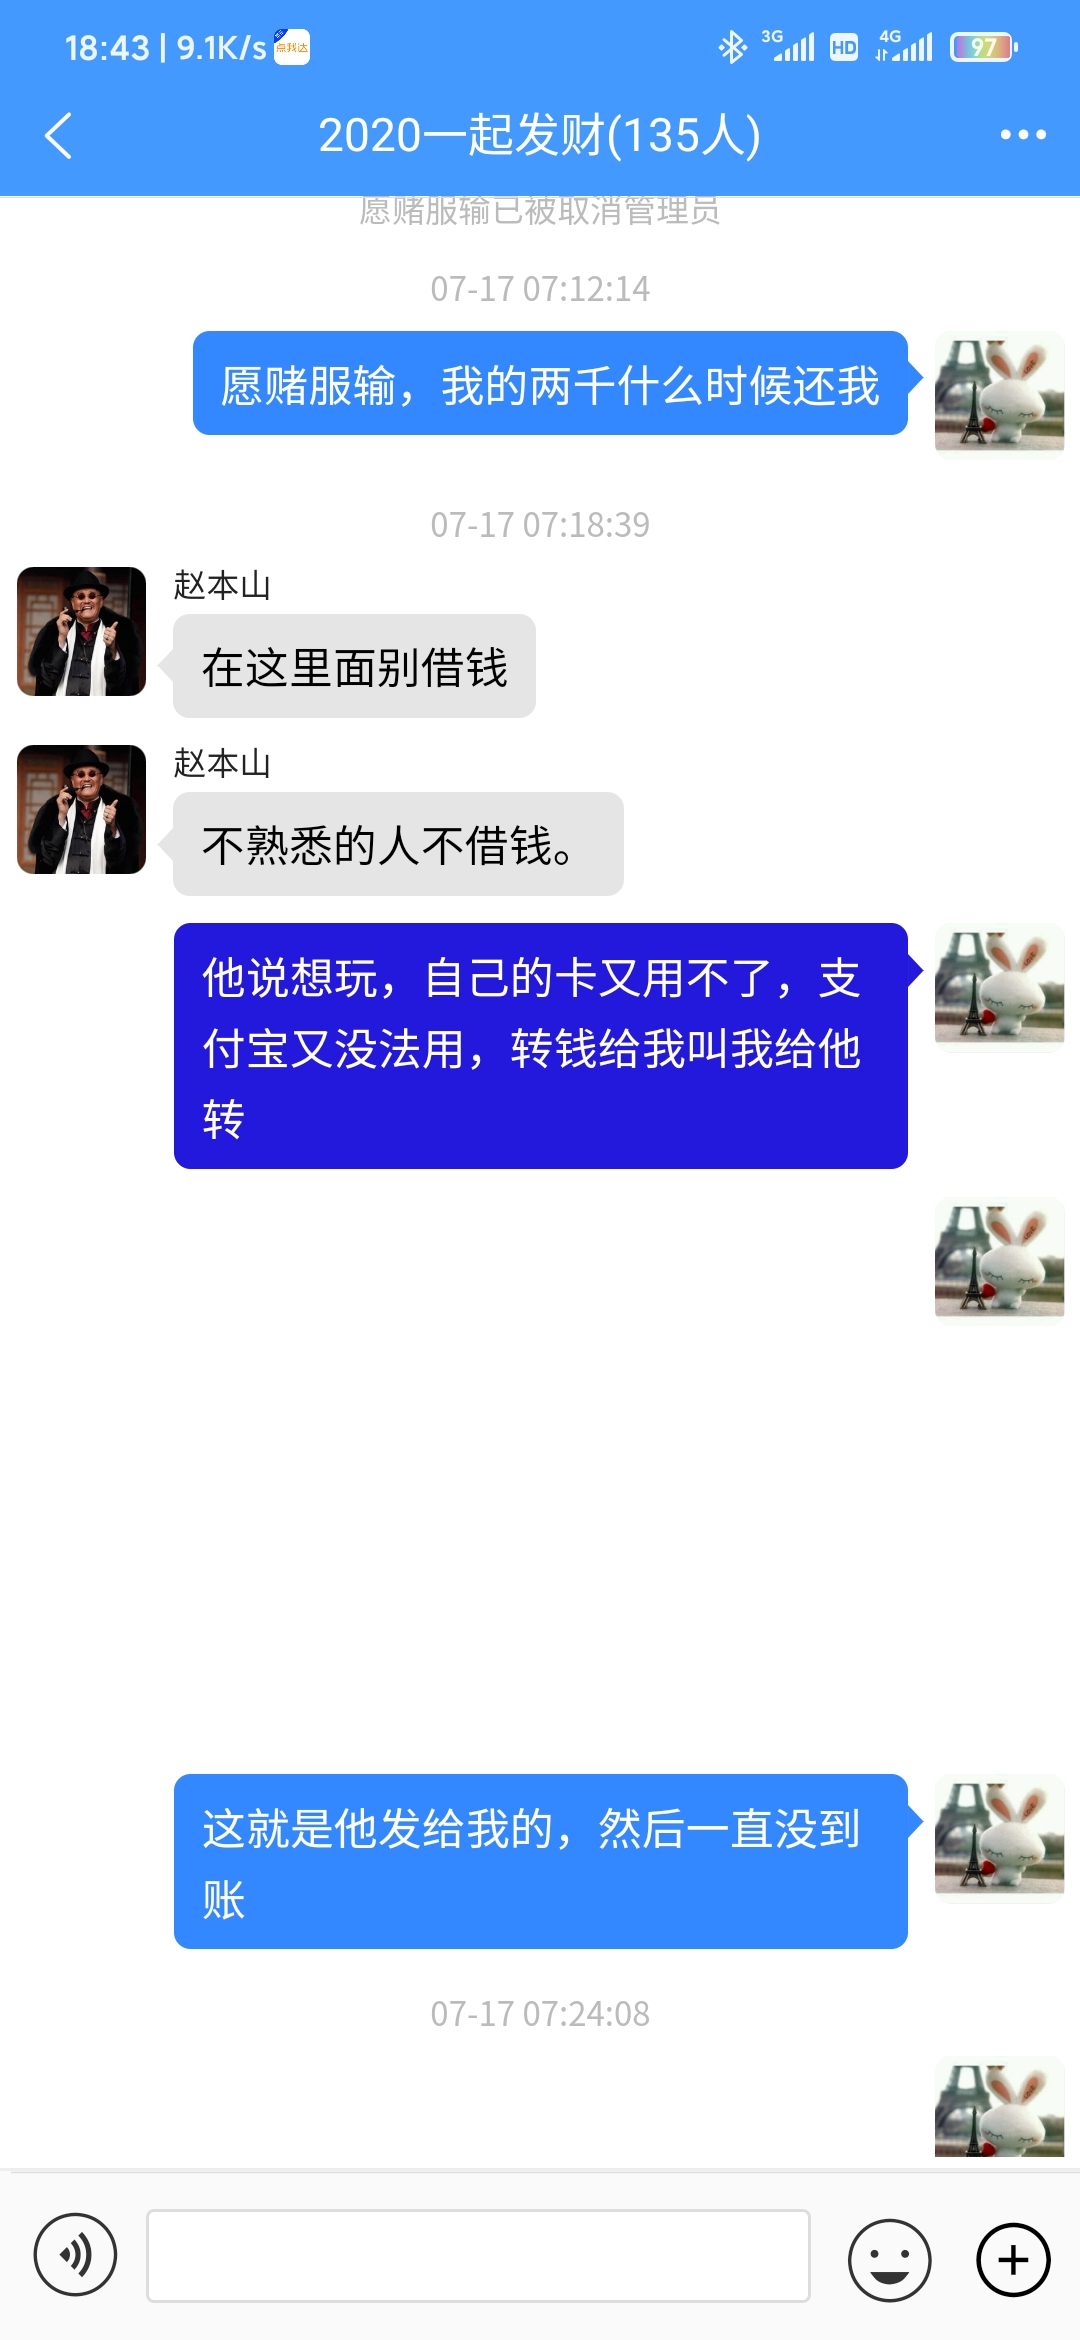 18:43 | 9.1K/s 点我达 3G HD 4G 97
2020一起发财(135人)
愿赌服输已被取消管理员
07-17 07:12:14
愿赌服输，我的两千什么时候还我
07-17 07:18:39
赵本山
在这里面别借钱
赵本山
不熟悉的人不借钱。
他说想玩，自己的卡又用不了，支
付宝又没法用，转钱给我叫我给他
转
这就是他发给我的，然后一直没到
账
07-17 07:24:08